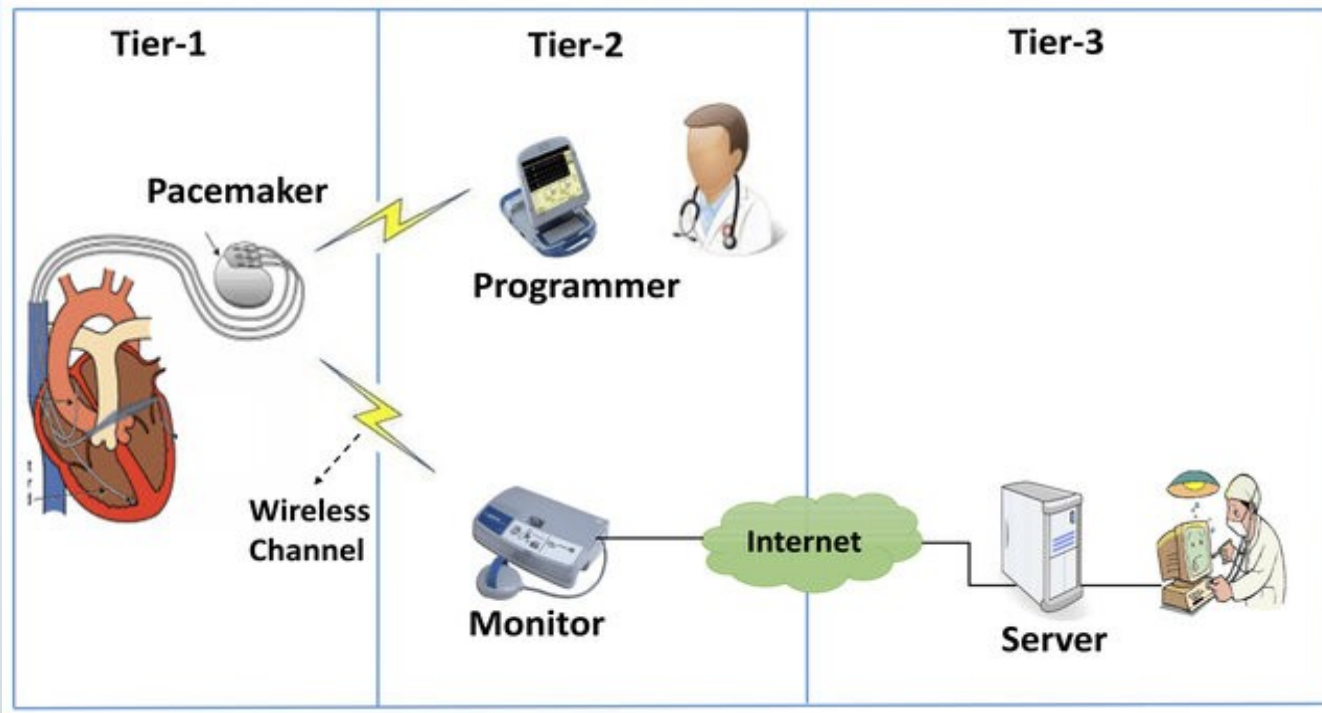 Tier-1
Tier-2
Tier-3
Pacemaker
Programmer
Wireless
Channel
Internet
Monitor
Server